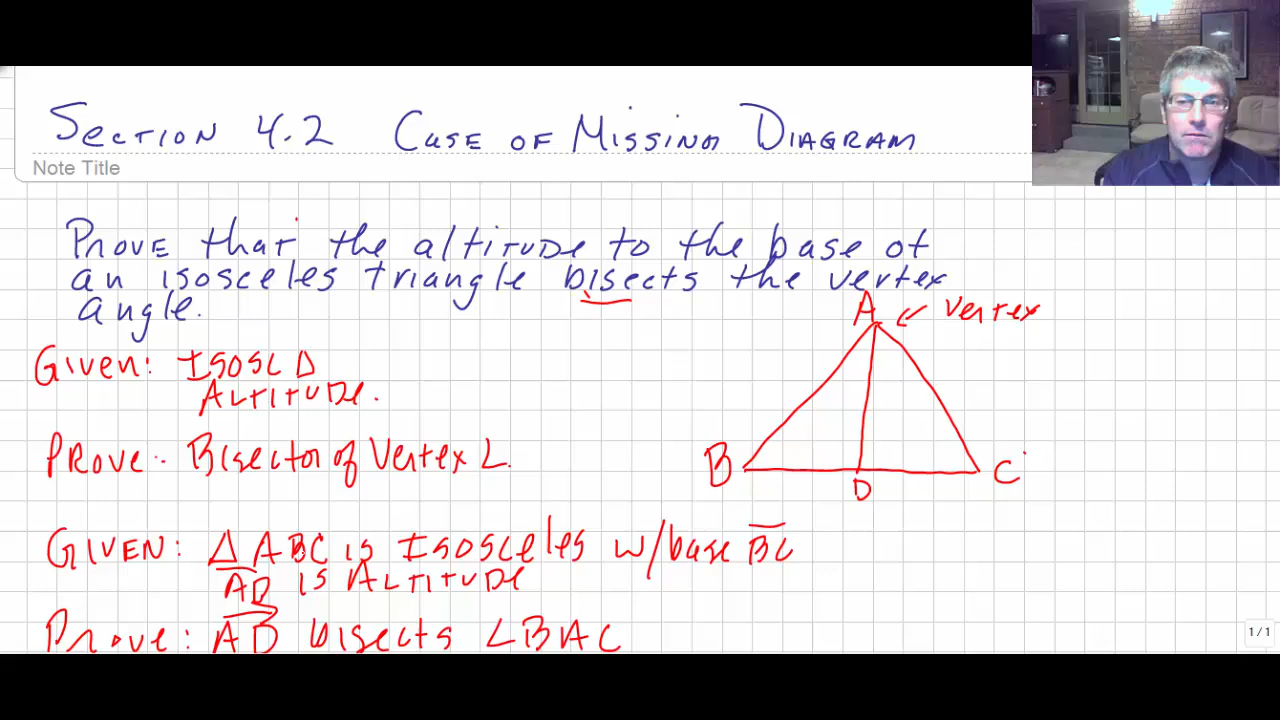 Section 4.2 Case of Missing Diagram
Note Title
Prove that the altitude to the base of
an isosceles triangle bisects the vertex
angle.
A ↙ vertex
Given: Isosc Δ
Altitude.
Prove: Bisector of Vertex ∠.
B
C
D
Given: Δ ABC is Isosceles w/base BC
AD is Altitude
Prove: AD bisects ∠BAC
1/1